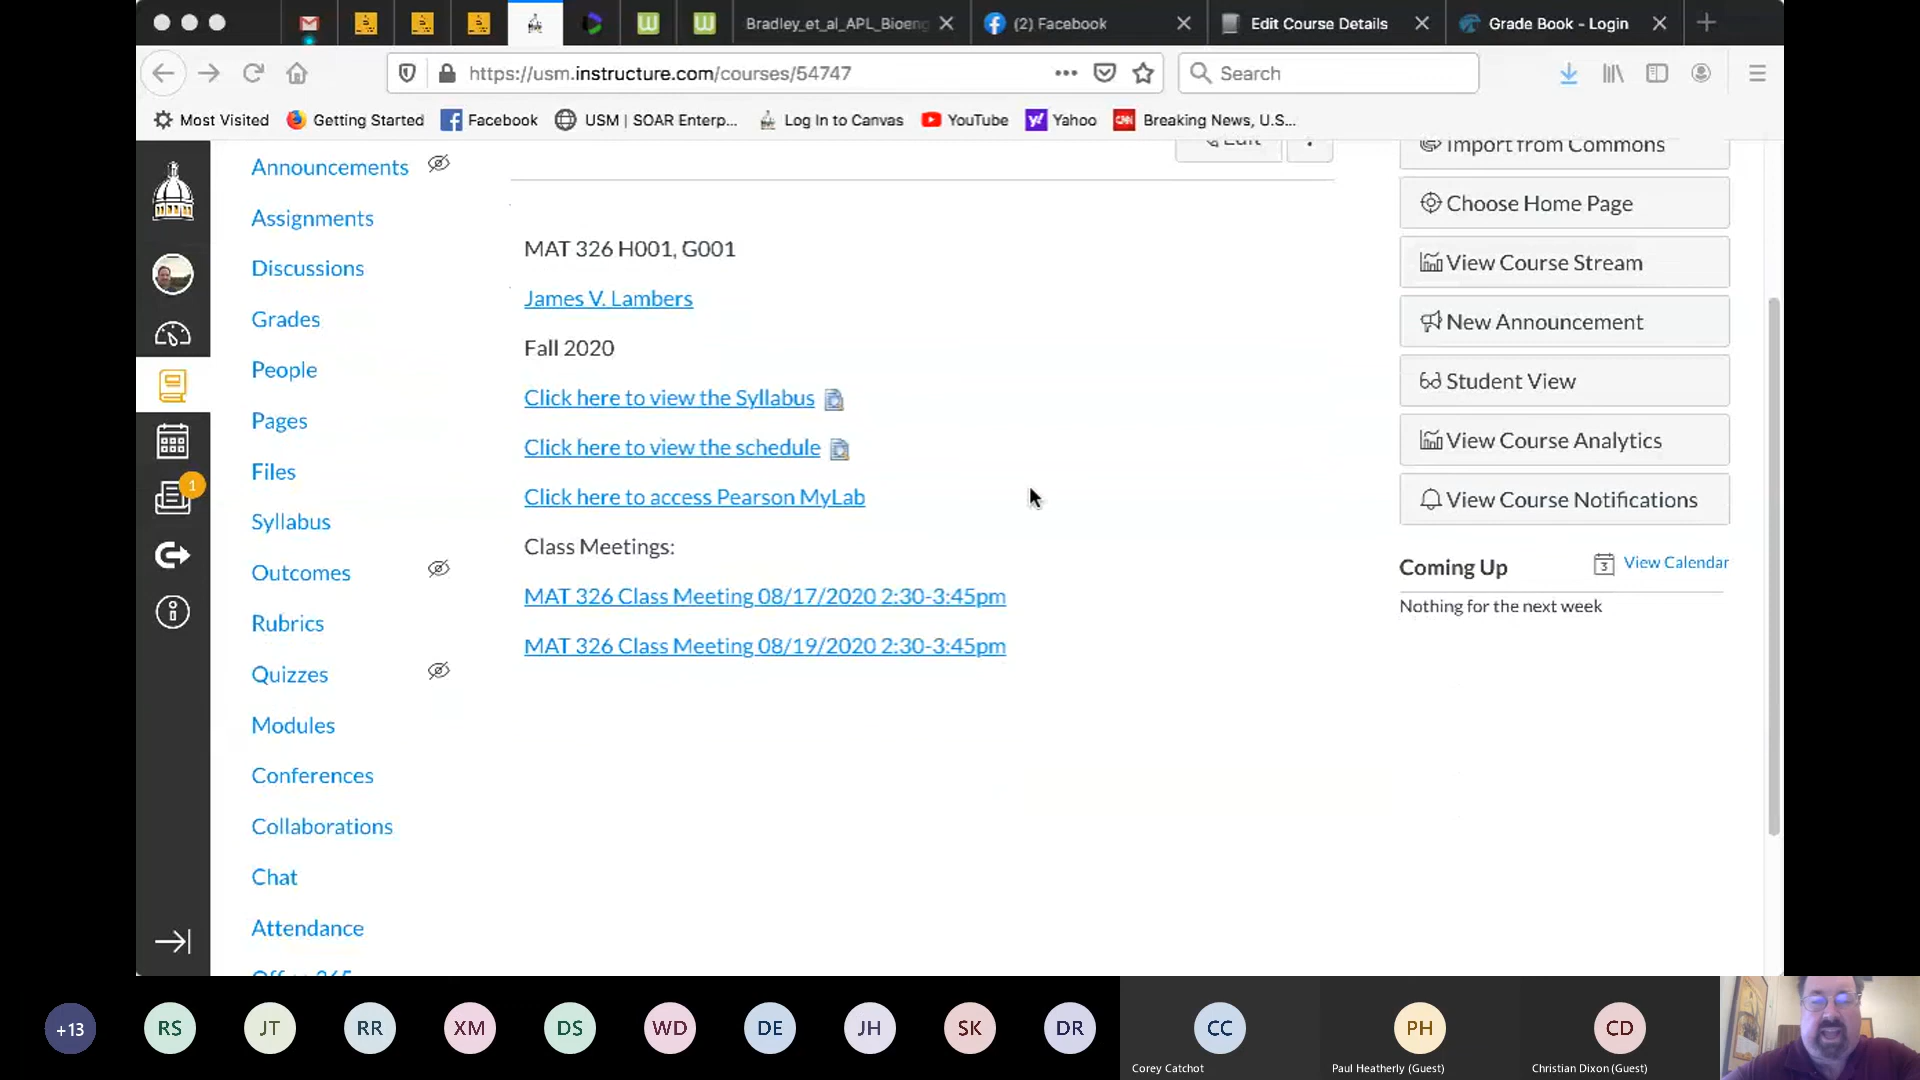 Bradley_et_al_APL_Bioeng
(2) Facebook
Edit Course Details
Grade Book - Login
https://usm.instructure.com/courses/54747
Search
Most Visited
Getting Started
Facebook
USM | SOAR Enterp...
Log In to Canvas
YouTube
Yahoo
CNN
Breaking News, U.S...
Announcements
Assignments
Discussions
Grades
People
Pages
Files
Syllabus
Outcomes
Rubrics
Quizzes
Modules
Conferences
Collaborations
Chat
Attendance
Office 365
1
Edit
MAT 326 H001, G001
James V. Lambers
Fall 2020
Click here to view the Syllabus
Click here to view the schedule
Click here to access Pearson MyLab
Class Meetings:
MAT 326 Class Meeting 08/17/2020 2:30-3:45pm
MAT 326 Class Meeting 08/19/2020 2:30-3:45pm
Import from Commons
Choose Home Page
View Course Stream
New Announcement
Student View
View Course Analytics
View Course Notifications
Coming Up
3
View Calendar
Nothing for the next week
+13
RS
JT
RR
XM
DS
WD
DE
JH
SK
DR
CC
PH
CD
Corey Catchot
Paul Heatherly (Guest)
Christian Dixon (Guest)